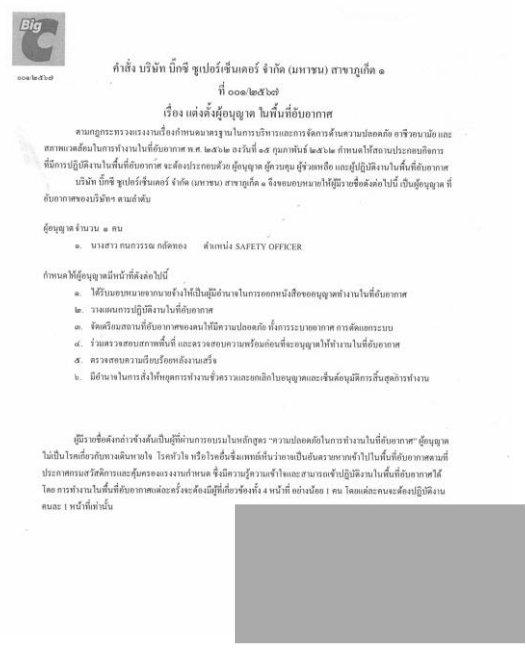 Big
C
๐๐๑/๒๕๖๗
คำสั่ง บริษัท บิ๊กซี ซูเปอร์เซ็นเตอร์ จำกัด (มหาชน) สาขาภูเก็ต ๑
ที่ ๐๐๑/๒๕๖๗
เรื่อง แต่งตั้งผู้อนุญาต ในพื้นที่อับอากาศ
ตามกฎกระทรวงแรงงานเรื่องกำหนดมาตรฐานในการบริหารและการจัดการด้านความปลอดภัย อาชีวอนามัย และ
สภาพแวดล้อมในการทำงานในที่อับอากาศ พ.ศ. ๒๕๖๒ ลงวันที่ ๑๕ กุมภาพันธ์ ๒๕๖๒ กำหนดให้สถานประกอบกิจการ
ที่มีการปฏิบัติงานในพื้นที่อับอากาศ จะต้องประกอบด้วย ผู้อนุญาต ผู้ควบคุม ผู้ช่วยเหลือ และผู้ปฏิบัติงานในพื้นที่อับอากาศ
บริษัท บิ๊กซี ซูเปอร์เซ็นเตอร์ จำกัด (มหาชน) สาขาภูเก็ต ๑ จึงขอมอบหมายให้ผู้มีรายชื่อดังต่อไปนี้ เป็นผู้อนุญาต ที่
อับอากาศของบริษัทฯ ตามลำดับ
ผู้อนุญาต จำนวน ๑ คน
๑. นางสาว กนกวรรณ กลัดทอง ตำแหน่ง SAFETY OFFICER
กำหนดให้ผู้อนุญาตมีหน้าที่ดังต่อไปนี้
๑. ได้รับมอบหมายจากนายจ้างให้เป็นผู้มีอำนาจในการออกหนังสือขออนุญาตทำงานในที่อับอากาศ
๒. วางแผนการปฏิบัติงานในที่อับอากาศ
๓. จัดเตรียมสถานที่อับอากาศของตนให้มีความปลอดภัย ทั้งการระบายอากาศ การตัดแยกระบบ
๔. ร่วมตรวจสอบสภาพพื้นที่ และตรวจสอบความพร้อมก่อนที่จะอนุญาตให้ทำงานในที่อับอากาศ
๕. ตรวจสอบความเรียบร้อยหลังงานเสร็จ
๖. มีอำนาจในการสั่งให้หยุดการทำงานชั่วคราวและยกเลิกใบอนุญาตและเซ็นต์อนุมัติการสิ้นสุดการทำงาน
ผู้มีรายชื่อดังกล่าวข้างต้นเป็นผู้ที่ผ่านการอบรมในหลักสูตร “ความปลอดภัยในการทำงานในที่อับอากาศ” ผู้อนุญาต
ไม่เป็นโรคเกี่ยวกับทางเดินหายใจ โรคหัวใจ หรือโรคอื่นซึ่งแพทย์เห็นว่าอาจเป็นอันตรายหากเข้าไปในพื้นที่อับอากาศตามที่
ประกาศกรมสวัสดิการและคุ้มครองแรงงานกำหนด ซึ่งมีความรู้ความเข้าใจและสามารถเข้าปฏิบัติงานในพื้นที่อับอากาศได้
โดย การทำงานในพื้นที่อับอากาศแต่ละครั้งจะต้องมีผู้ที่เกี่ยวข้องทั้ง 4 หน้าที่ อย่างน้อย 1 คน โดยแต่ละคนจะต้องปฏิบัติงาน
คนละ 1 หน้าที่เท่านั้น